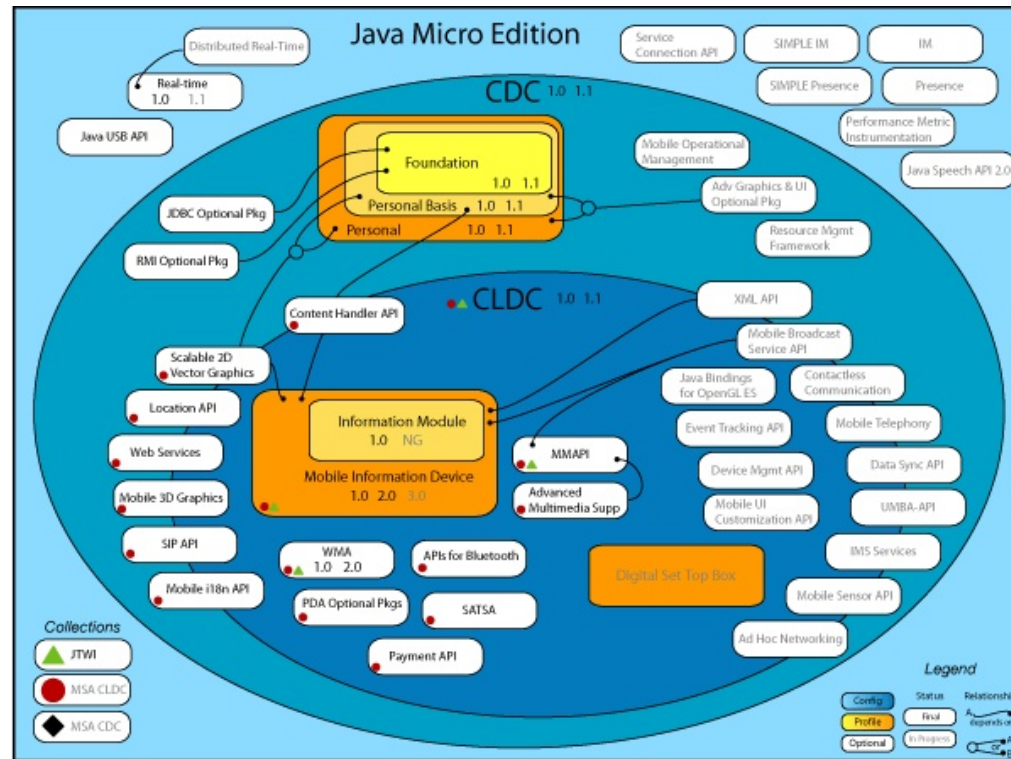 Java Micro Edition
Distributed Real-Time
Real-time
1.0 1.1
Java USB API
Service
Connection API
SIMPLE IM
IM
SIMPLE Presence
Presence
Performance Metric
Instrumentation
Java Speech API 2.0
CDC 1.0 1.1
Foundation
1.0 1.1
Personal Basis 1.0 1.1
Personal 1.0 1.1
JDBC Optional Pkg
RMI Optional Pkg
Mobile Operational
Management
Adv Graphics & UI
Optional Pkg
Resource Mgmt
Framework
CLDC 1.0 1.1
Content Handler API
XML API
Mobile Broadcast
Service API
Scalable 2D
Vector Graphics
Location API
Web Services
Mobile 3D Graphics
SIP API
Mobile i18n API
Information Module
1.0 NG
Mobile Information Device
1.0 2.0 3.0
MMAPI
Advanced
Multimedia Supp
Java Bindings
for OpenGL ES
Contactless
Communication
Event Tracking API
Mobile Telephony
Device Mgmt API
Data Sync API
Mobile UI
Customization API
UMBA-API
IMS Services
WMA
1.0 2.0
APIs for Bluetooth
PDA Optional Pkgs
SATSA
Payment API
Digital Set Top Box
Mobile Sensor API
Ad Hoc Networking
Collections
JTWI
MSA CLDC
MSA CDC
Legend
Config
Profile
Optional
Status
Final
In Progress
A
depends
or
A